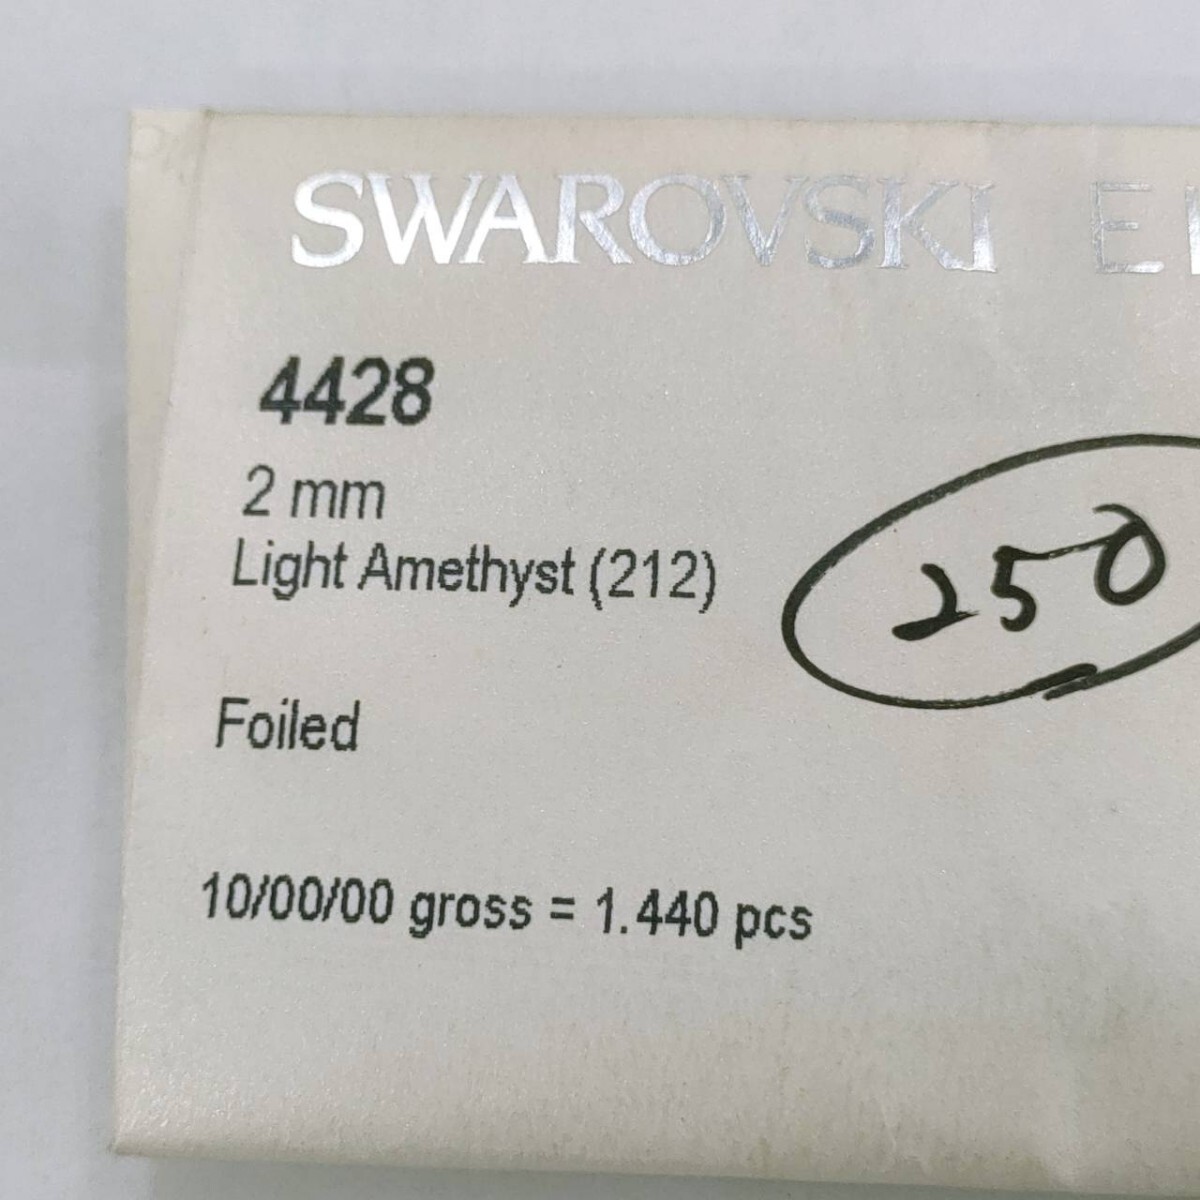 SWAROVSKI
4428
2 mm
Light Amethyst (212)
250
Foiled
10/00/00 gross = 1.440 pcs